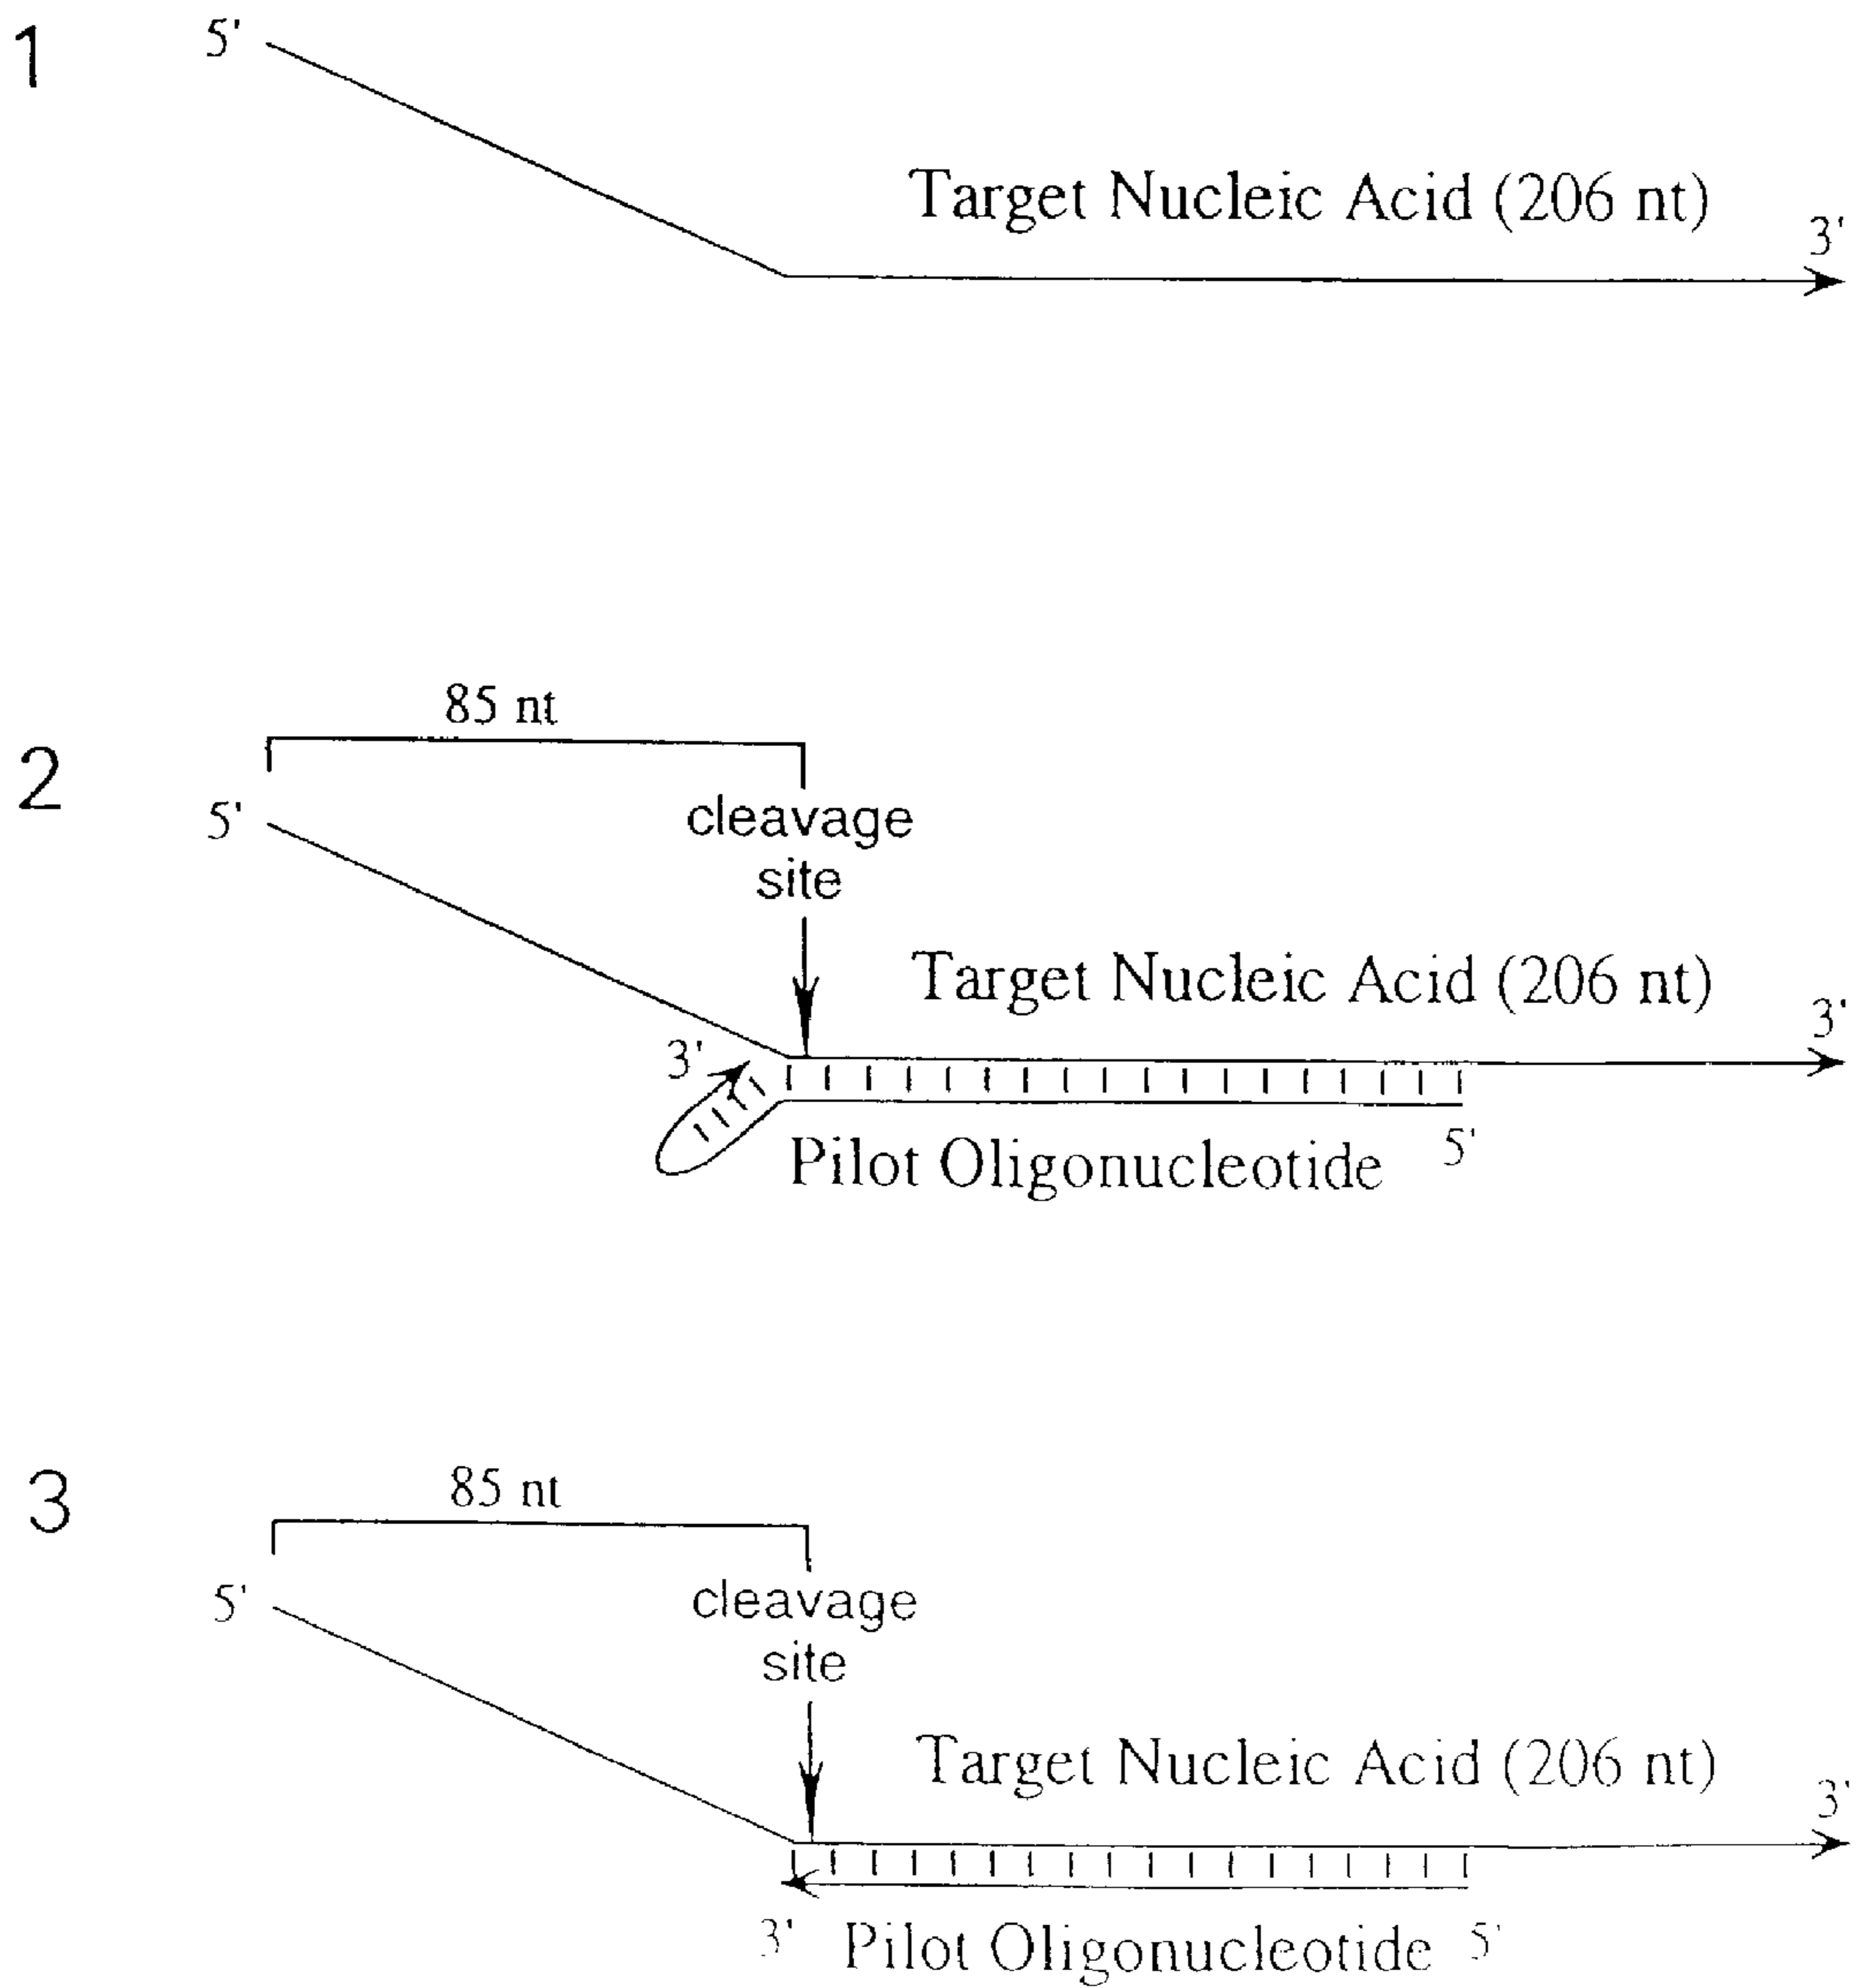 1
5'
Target Nucleic Acid (206 nt)
3'
2
85 nt
5'
cleavage
site
Target Nucleic Acid (206 nt)
3'
3'
Pilot Oligonucleotide
5'
3
85 nt
5'
cleavage
site
Target Nucleic Acid (206 nt)
3'
3'
Pilot Oligonucleotide
5'